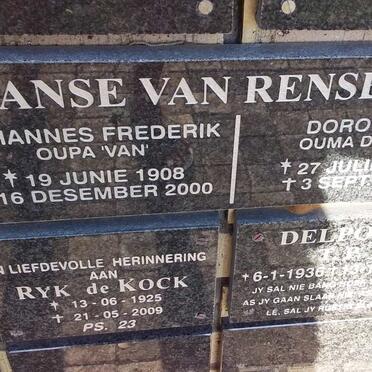 ANSE VAN RENSE
HANNES FREDERIK
OUPA 'VAN'
* 19 JUNIE 1908
16 DESEMBER 2000
DORO
OUMA D
* 27 JULI
† 3 SEPT
LIEFDEVOLLE HERINNERING
AAN
RYK de KOCK
* 13 - 06 - 1925
† 21 - 05 - 2009
PS. 23
DELPO
6-1-1936
JY SAL NIE BAN
AS JY GAAN SLAAP
LÊ, SAL JY